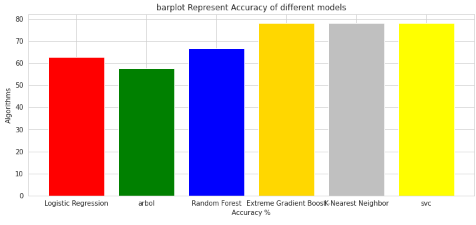 barplot Represent Accuracy of different models
80
70
60
50
40
30
20
10
0
Algorithms
Logistic Regression
arbol
Random Forest
Extreme Gradient Boost
K-Nearest Neighbor
svc
Accuracy %